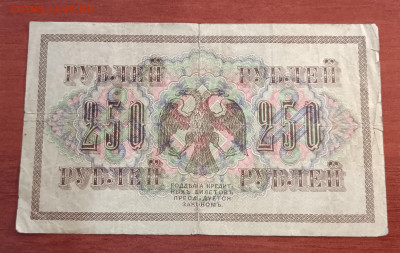 РУБЛЕЙ РУБЛЕЙ
250 250
РУБЛЕЙ РУБЛЕЙ
ПОДДѢЛКА КРЕДИТ-
НЫХЪ БИЛЕТОВЪ
ПРЕСЛѢДУЕТСЯ
ЗАКОНОМЪ.